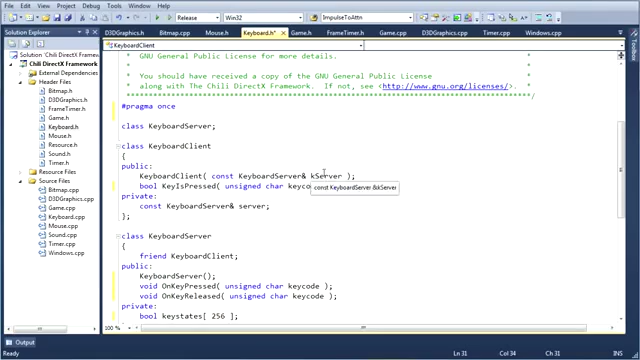 File Edit View Project Debug Team Data Tools Architecture Test Analyze Window Help
Release Win32 ImpulseToAttn
Solution Explorer
D3DGraphics.h Bitmap.cpp Mouse.cpp Keyboard.h* Game.h FrameTimer.h Game.cpp D3DGraphics.cpp Timer.cpp Windows.cpp
KeyboardClient
Solution 'Chili DirectX Framework'
Chili DirectX Framework
External Dependencies
Header Files
Bitmap.h
D3DGraphics.h
FrameTimer.h
Game.h
Keyboard.h
Mouse.h
Resource.h
Sound.h
Timer.h
Resource Files
Source Files
Bitmap.cpp
D3DGraphics.cpp
Game.cpp
Keyboard.cpp
Mouse.cpp
Sound.cpp
Timer.cpp
Windows.cpp
* GNU General Public License for more details. *
* *
* You should have received a copy of the GNU General Public License *
* along with The Chili DirectX Framework. If not, see <http://www.gnu.org/licenses/>. *
#pragma once
class KeyboardServer;
class KeyboardClient
{
public:
KeyboardClient( const KeyboardServer& kServer );
bool KeyIsPressed( unsigned char keyco
const KeyboardServer &kServer
private:
const KeyboardServer& server;
};
class KeyboardServer
{
friend KeyboardClient;
public:
KeyboardServer();
void OnKeyPressed( unsigned char keycode );
void OnKeyReleased( unsigned char keycode );
private:
bool keystates[ 256 ];
100 %
Toolbox
Output
Ready Ln 31 Col 34 Ch 31 INS